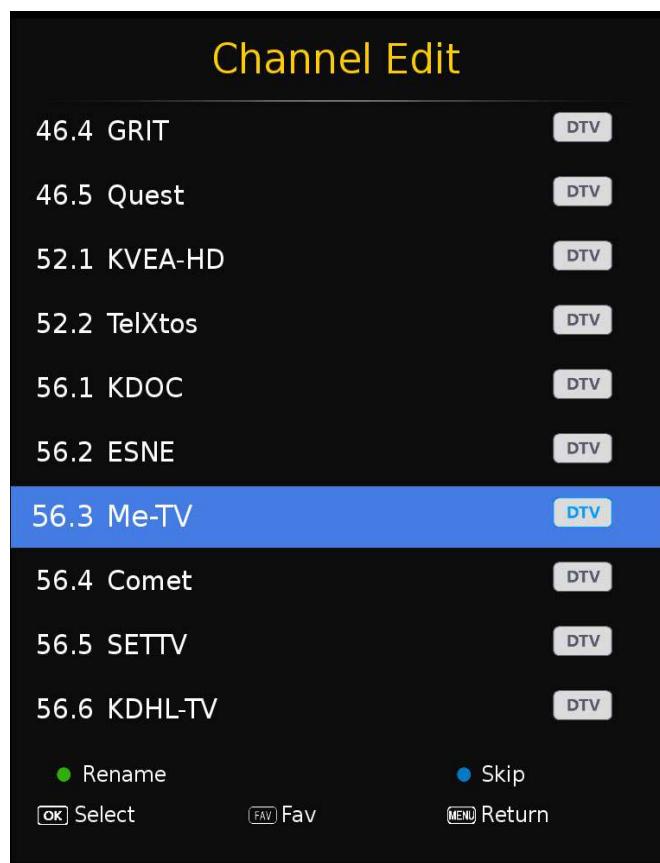 Channel Edit
46.4 GRIT DTV
46.5 Quest DTV
52.1 KVEA-HD DTV
52.2 TelXtos DTV
56.1 KDOC DTV
56.2 ESNE DTV
56.3 Me-TV DTV
56.4 Comet DTV
56.5 SETTV DTV
56.6 KDHL-TV DTV
Rename Skip
OK Select FAV Fav MENU Return